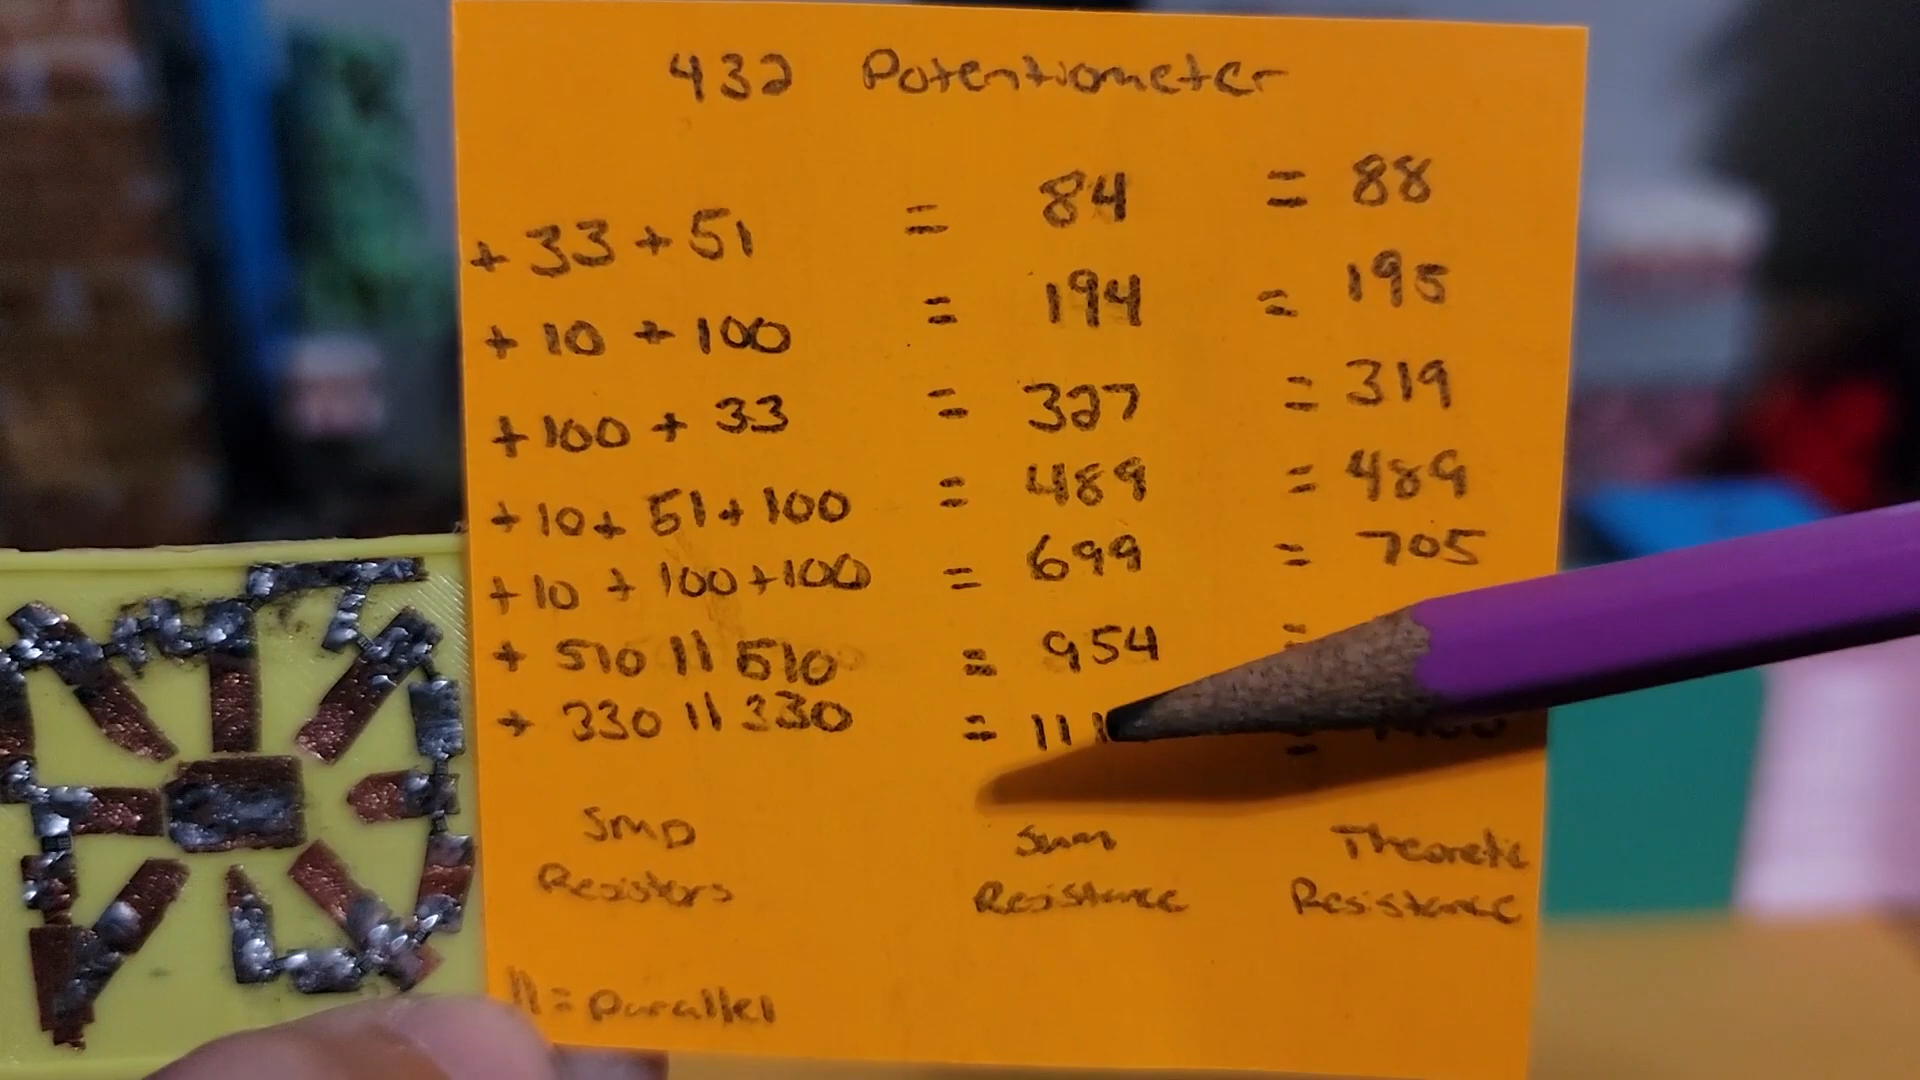 432 Potentiometer
+ 33 + 51 = 84 = 88
+ 10 + 100 = 194 = 195
+ 100 + 33 = 327 = 319
+ 10 + 51 + 100 = 489 = 489
+ 10 + 100 + 100 = 699 = 705
+ 510 || 510 = 954 =
+ 330 || 330 = =
SMD Sum Theoretic
Resistors Resistance Resistance
|| = Parallel